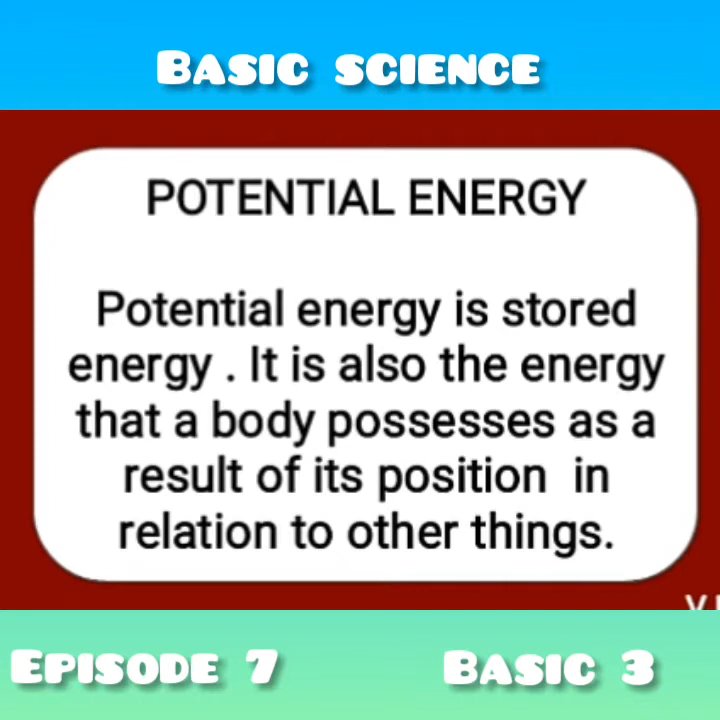 BASIC SCIENCE
POTENTIAL ENERGY
Potential energy is stored
energy . It is also the energy
that a body possesses as a
result of its position in
relation to other things.
EPISODE 7
BASIC 3